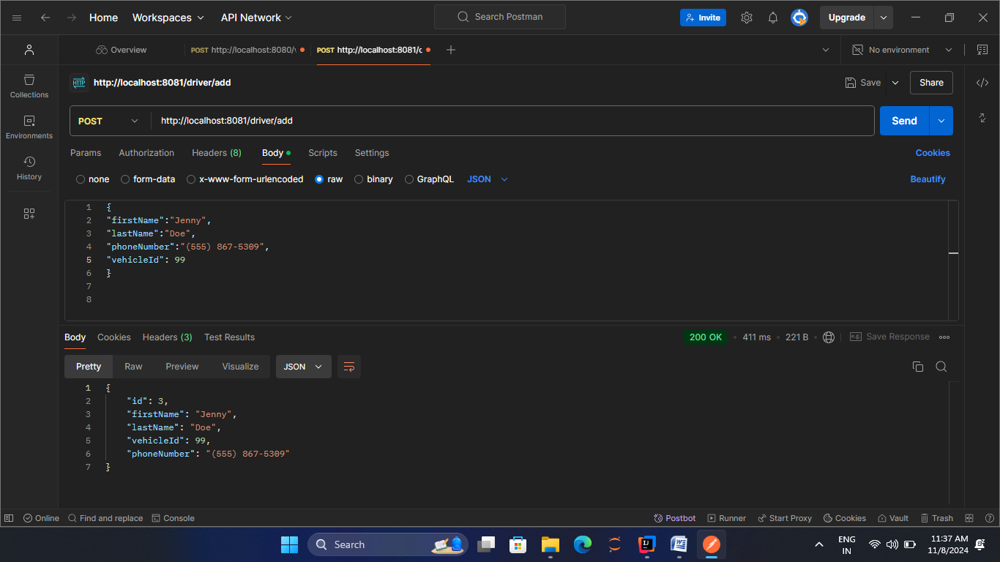 Home Workspaces API Network Search Postman Invite Upgrade
Overview POST http://localhost:8080/ POST http://localhost:8081/ No environment
HTTP http://localhost:8081/driver/add Save Share
Collections
POST http://localhost:8081/driver/add Send
Environments
Params Authorization Headers (8) Body Scripts Settings Cookies
History
none form-data x-www-form-urlencoded raw binary GraphQL JSON Beautify
1 {
2 "firstName":"Jenny",
3 "lastName":"Doe",
4 "phoneNumber":"(555) 867-5309",
5 "vehicleId": 99
6 }
7
8
Body Cookies Headers (3) Test Results 200 OK 411 ms 221 B e.g. Save Response
Pretty Raw Preview Visualize JSON
1 {
2 "id": 3,
3 "firstName": "Jenny",
4 "lastName": "Doe",
5 "vehicleId": 99,
6 "phoneNumber": "(555) 867-5309"
7 }
Online Find and replace Console Postbot Runner Start Proxy Cookies Vault Trash
Search ENG 11:37 AM
IN 11/8/2024